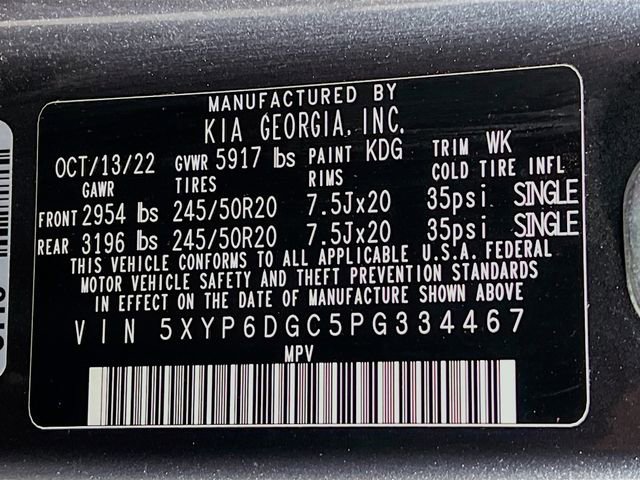 MANUFACTURED BY
KIA GEORGIA, INC.
OCT/13/22 GVWR 5917 lbs PAINT KDG TRIM WK
GAWR TIRES RIMS COLD TIRE INFL
FRONT 2954 lbs 245/50R20 7.5Jx20 35psi SINGLE
REAR 3196 lbs 245/50R20 7.5Jx20 35psi SINGLE
THIS VEHICLE CONFORMS TO ALL APPLICABLE U.S.A. FEDERAL
MOTOR VEHICLE SAFETY AND THEFT PREVENTION STANDARDS
IN EFFECT ON THE DATE OF MANUFACTURE SHOWN ABOVE
VIN 5XYP6DGC5PG334467
MPV